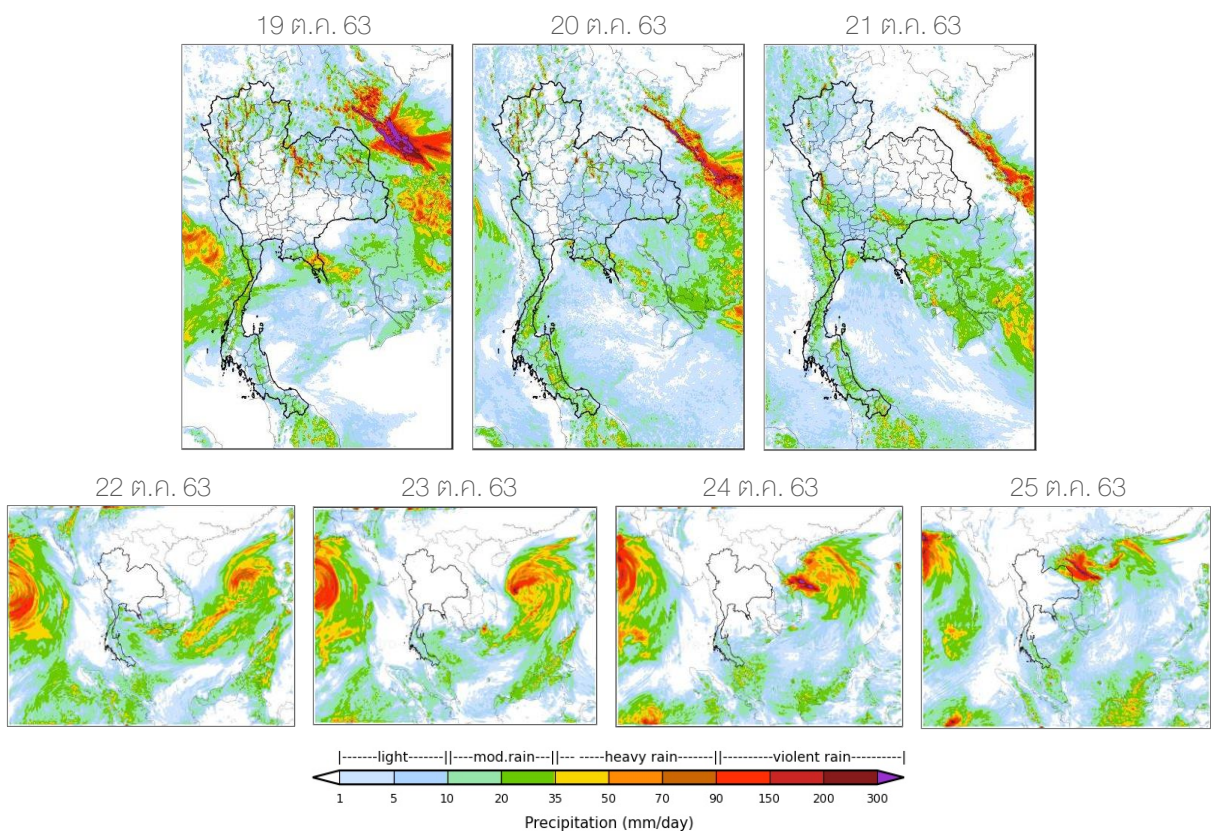 19 ต.ค. 63 20 ต.ค. 63 21 ต.ค. 63
22 ต.ค. 63 23 ต.ค. 63 24 ต.ค. 63 25 ต.ค. 63
|------light------||----mod.rain---||--- ----heavy rain------||---------violent rain---------|
1 5 10 20 35 50 70 90 150 200 300
Precipitation (mm/day)